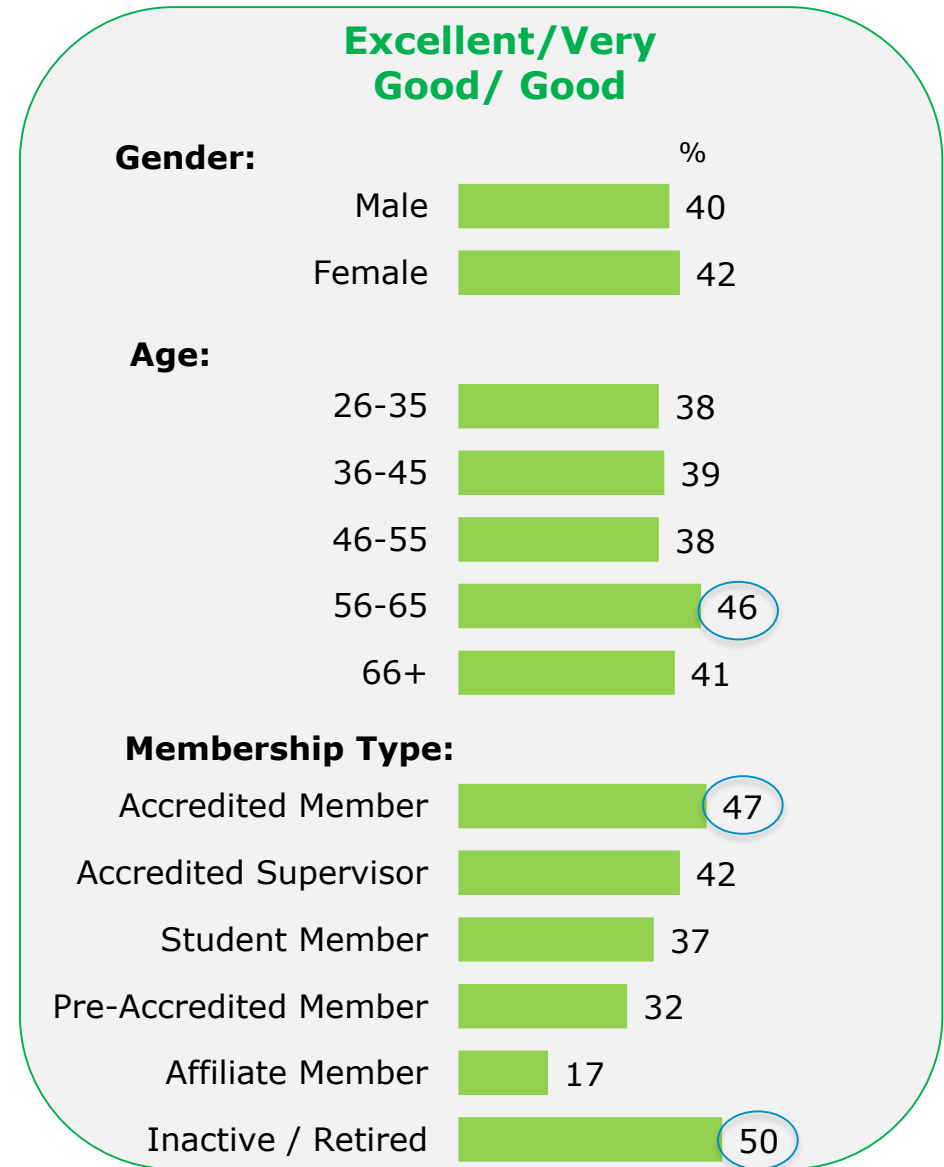 Excellent/Very
Good/ Good
Gender:
%
Male 40
Female 42
Age:
26-35 38
36-45 39
46-55 38
56-65 46
66+ 41
Membership Type:
Accredited Member 47
Accredited Supervisor 42
Student Member 37
Pre-Accredited Member 32
Affiliate Member 17
Inactive / Retired 50